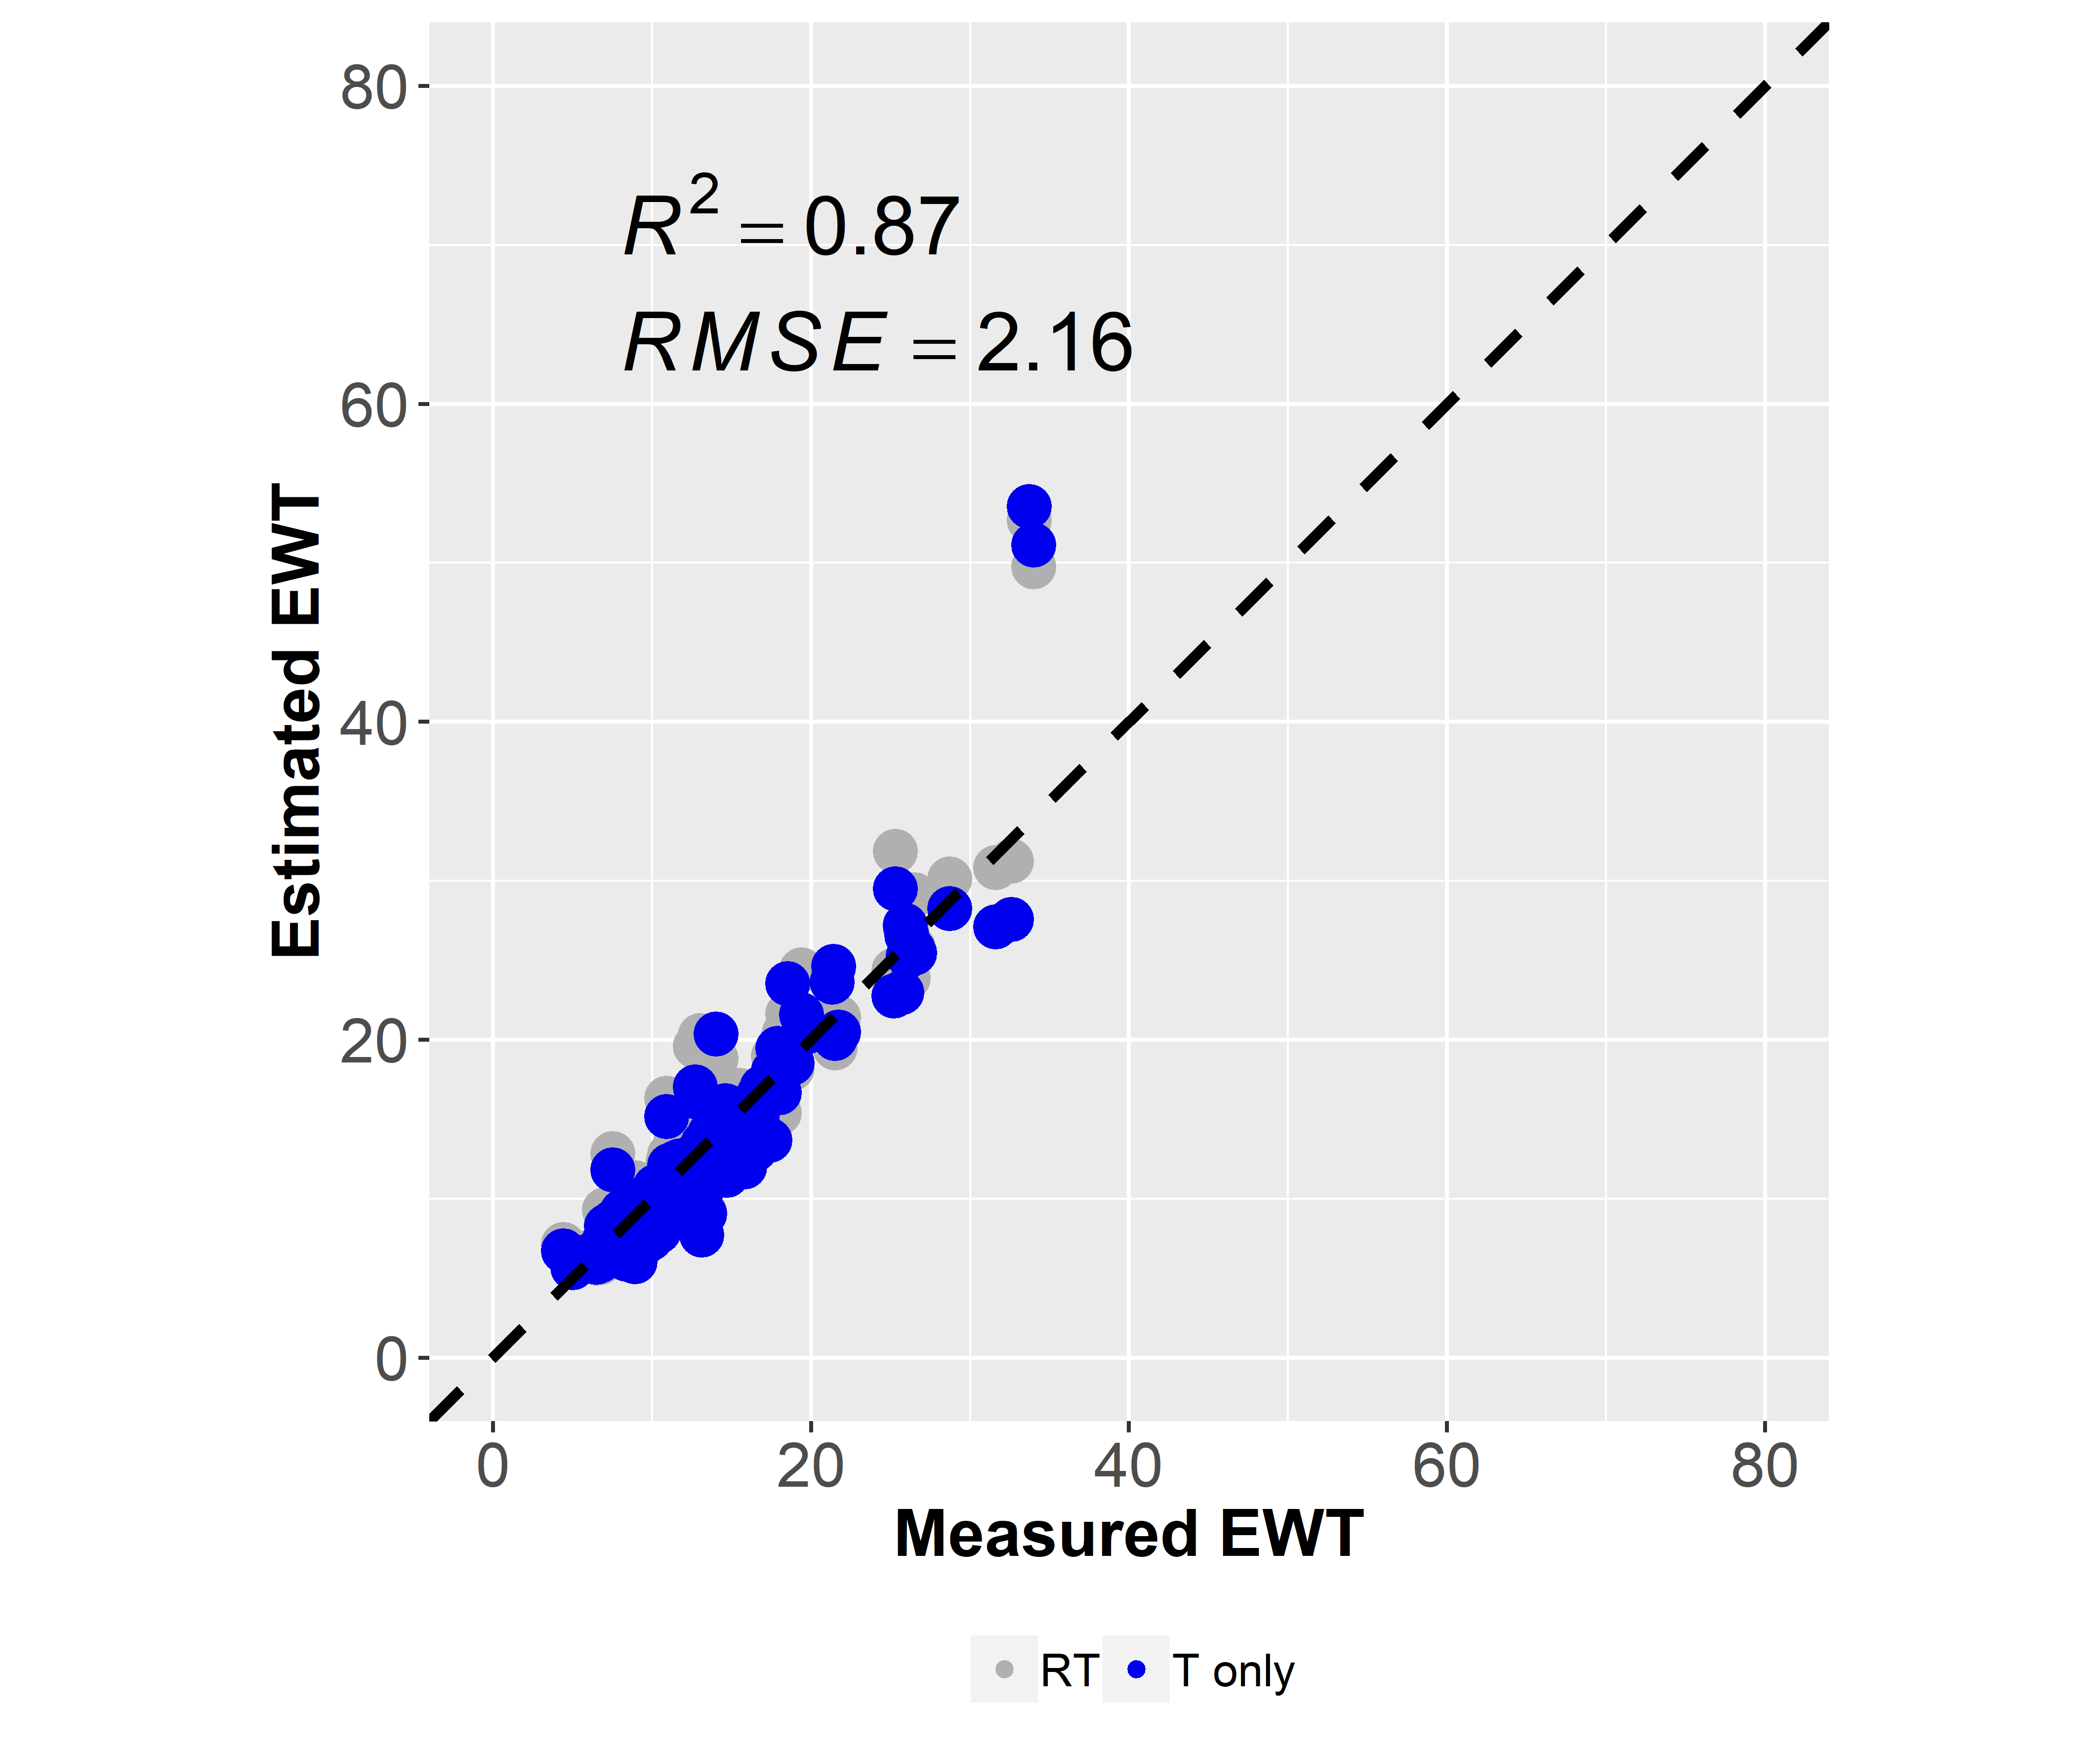 80
60
40
20
0
R² = 0.87
RMSE = 2.16
Estimated EWT
0 20 40 60 80
Measured EWT
RT T only